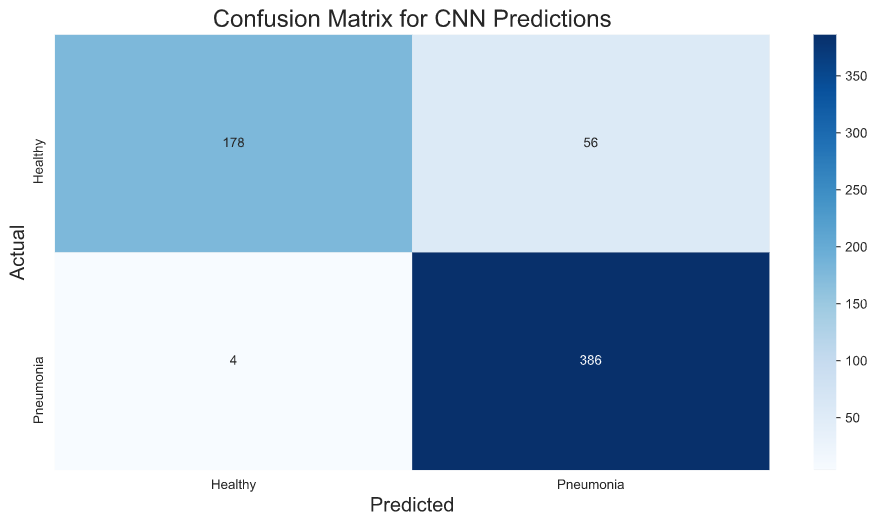 Confusion Matrix for CNN Predictions
Actual
Healthy
178
56
Pneumonia
4
386
Healthy
Pneumonia
Predicted
350
300
250
200
150
100
50